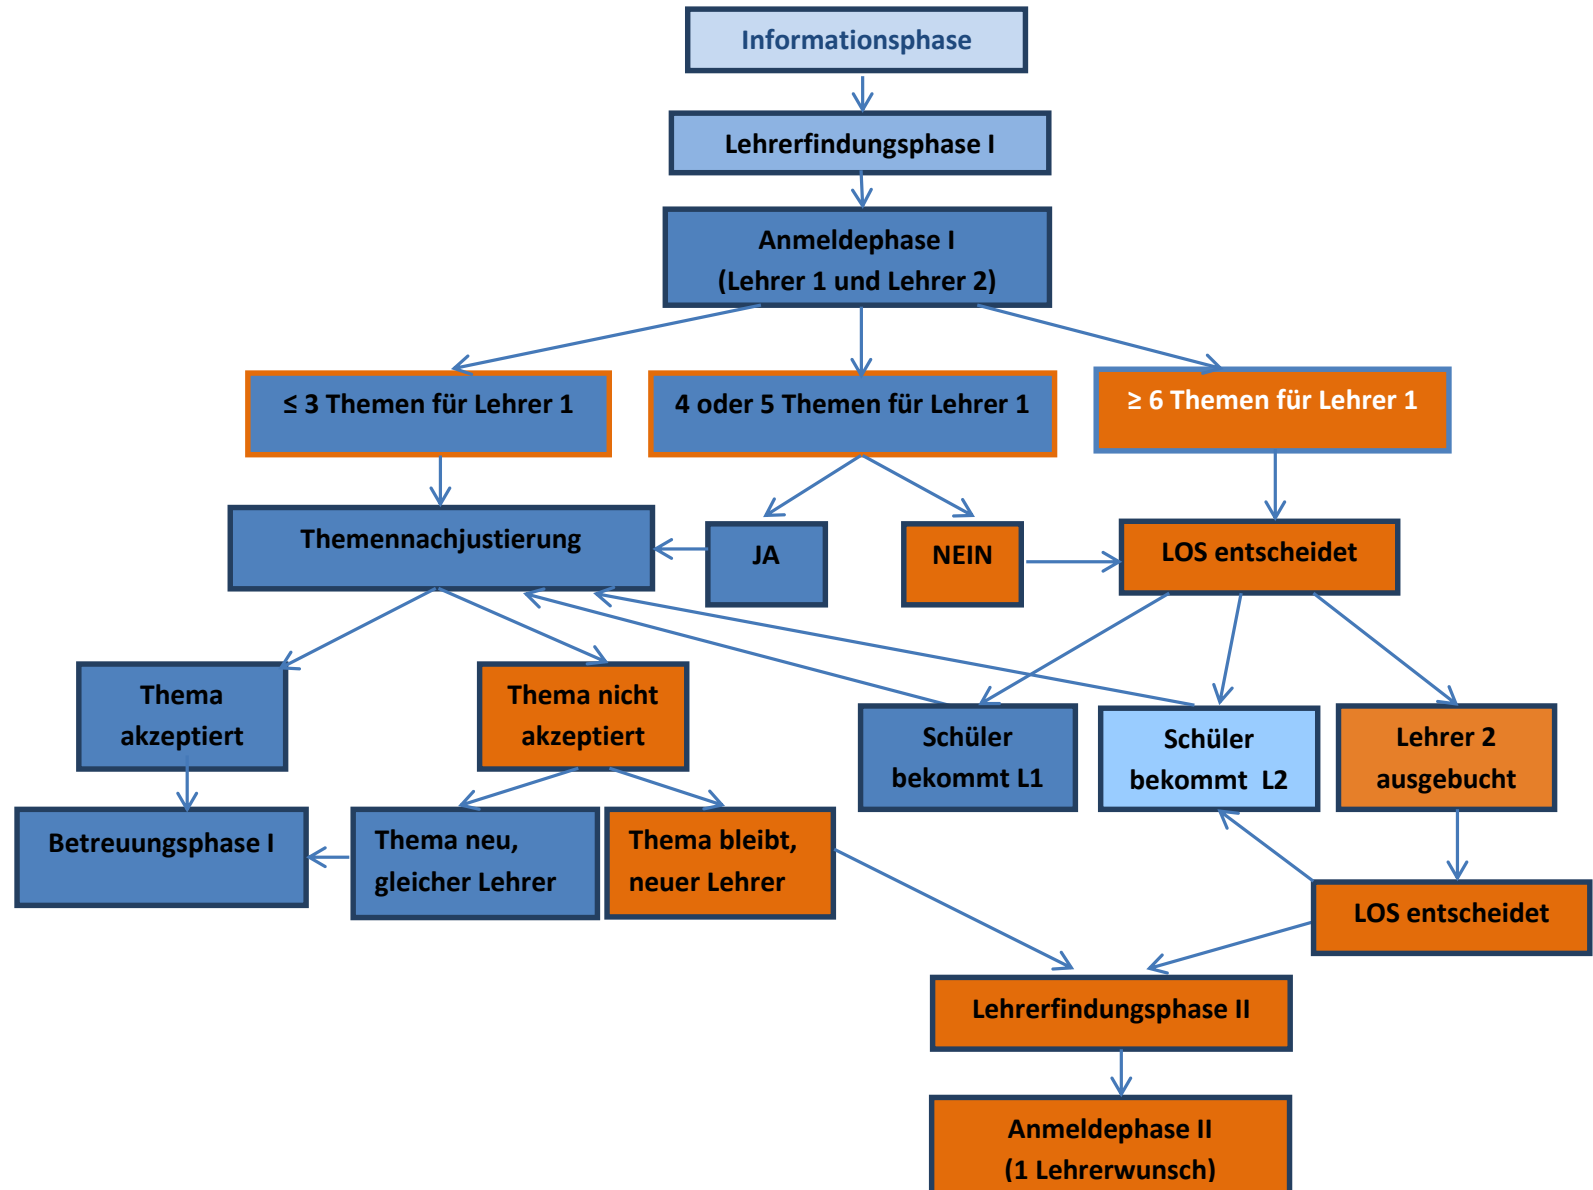 Informationsphase
Lehrerfindungsphase I
Anmeldephase I
(Lehrer 1 und Lehrer 2)
≤ 3 Themen für Lehrer 1
4 oder 5 Themen für Lehrer 1
≥ 6 Themen für Lehrer 1
Themennachjustierung
JA
NEIN
LOS entscheidet
Thema
akzeptiert
Thema nicht
akzeptiert
Schüler
bekommt L1
Schüler
bekommt L2
Lehrer 2
ausgebucht
Betreuungsphase I
Thema neu,
gleicher Lehrer
Thema bleibt,
neuer Lehrer
LOS entscheidet
Lehrerfindungsphase II
Anmeldephase II
(1 Lehrerwunsch)